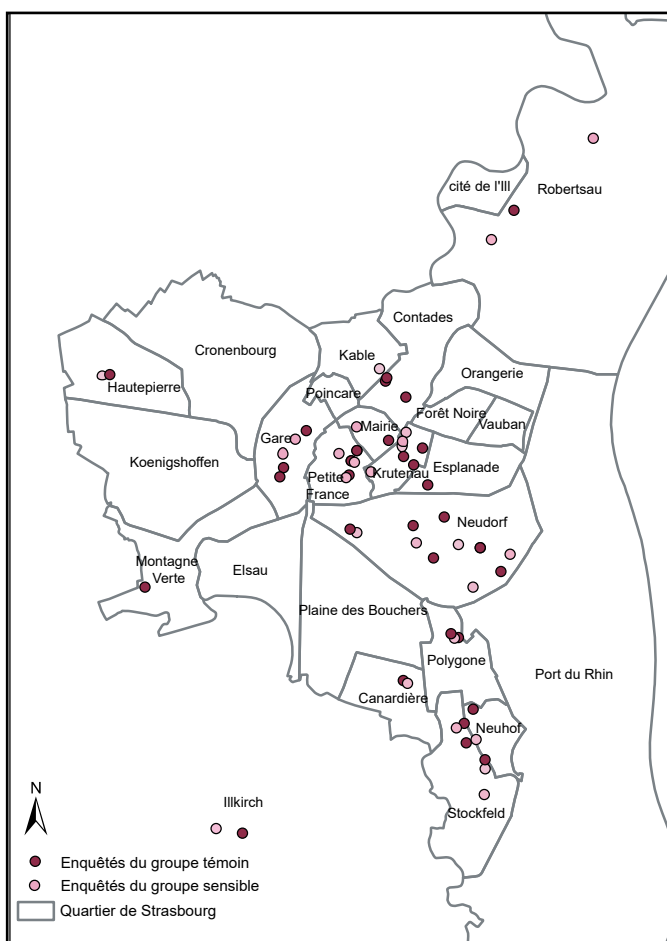 cité de l'Ill
Robertsau
Contades
Cronenbourg
Kable
Orangerie
Hautepierre
Poincare
Forêt Noire
Mairie
Vauban
Gare
Koenigshoffen
Krutenau
Esplanade
Petite
France
Neudorf
Montagne
Verte
Elsau
Plaine des Bouchers
Polygone
Port du Rhin
Canardière
Neuhof
Stockfeld
Illkirch
N
Enquêtés du groupe témoin
Enquêtés du groupe sensible
Quartier de Strasbourg